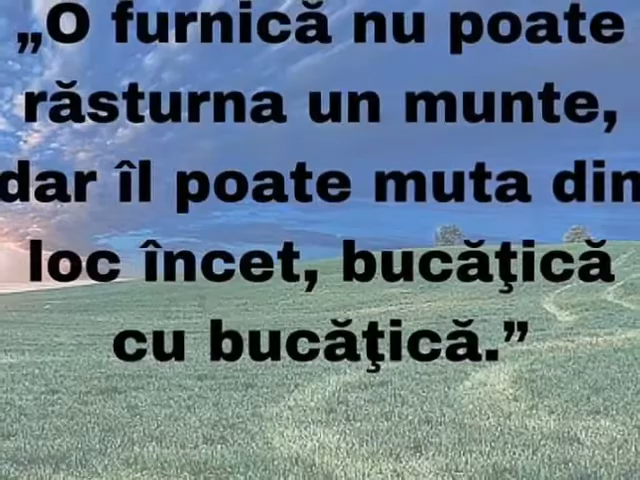 „O furnică nu poate
răsturna un munte,
dar îl poate muta din
loc încet, bucăţică
cu bucăţică.”